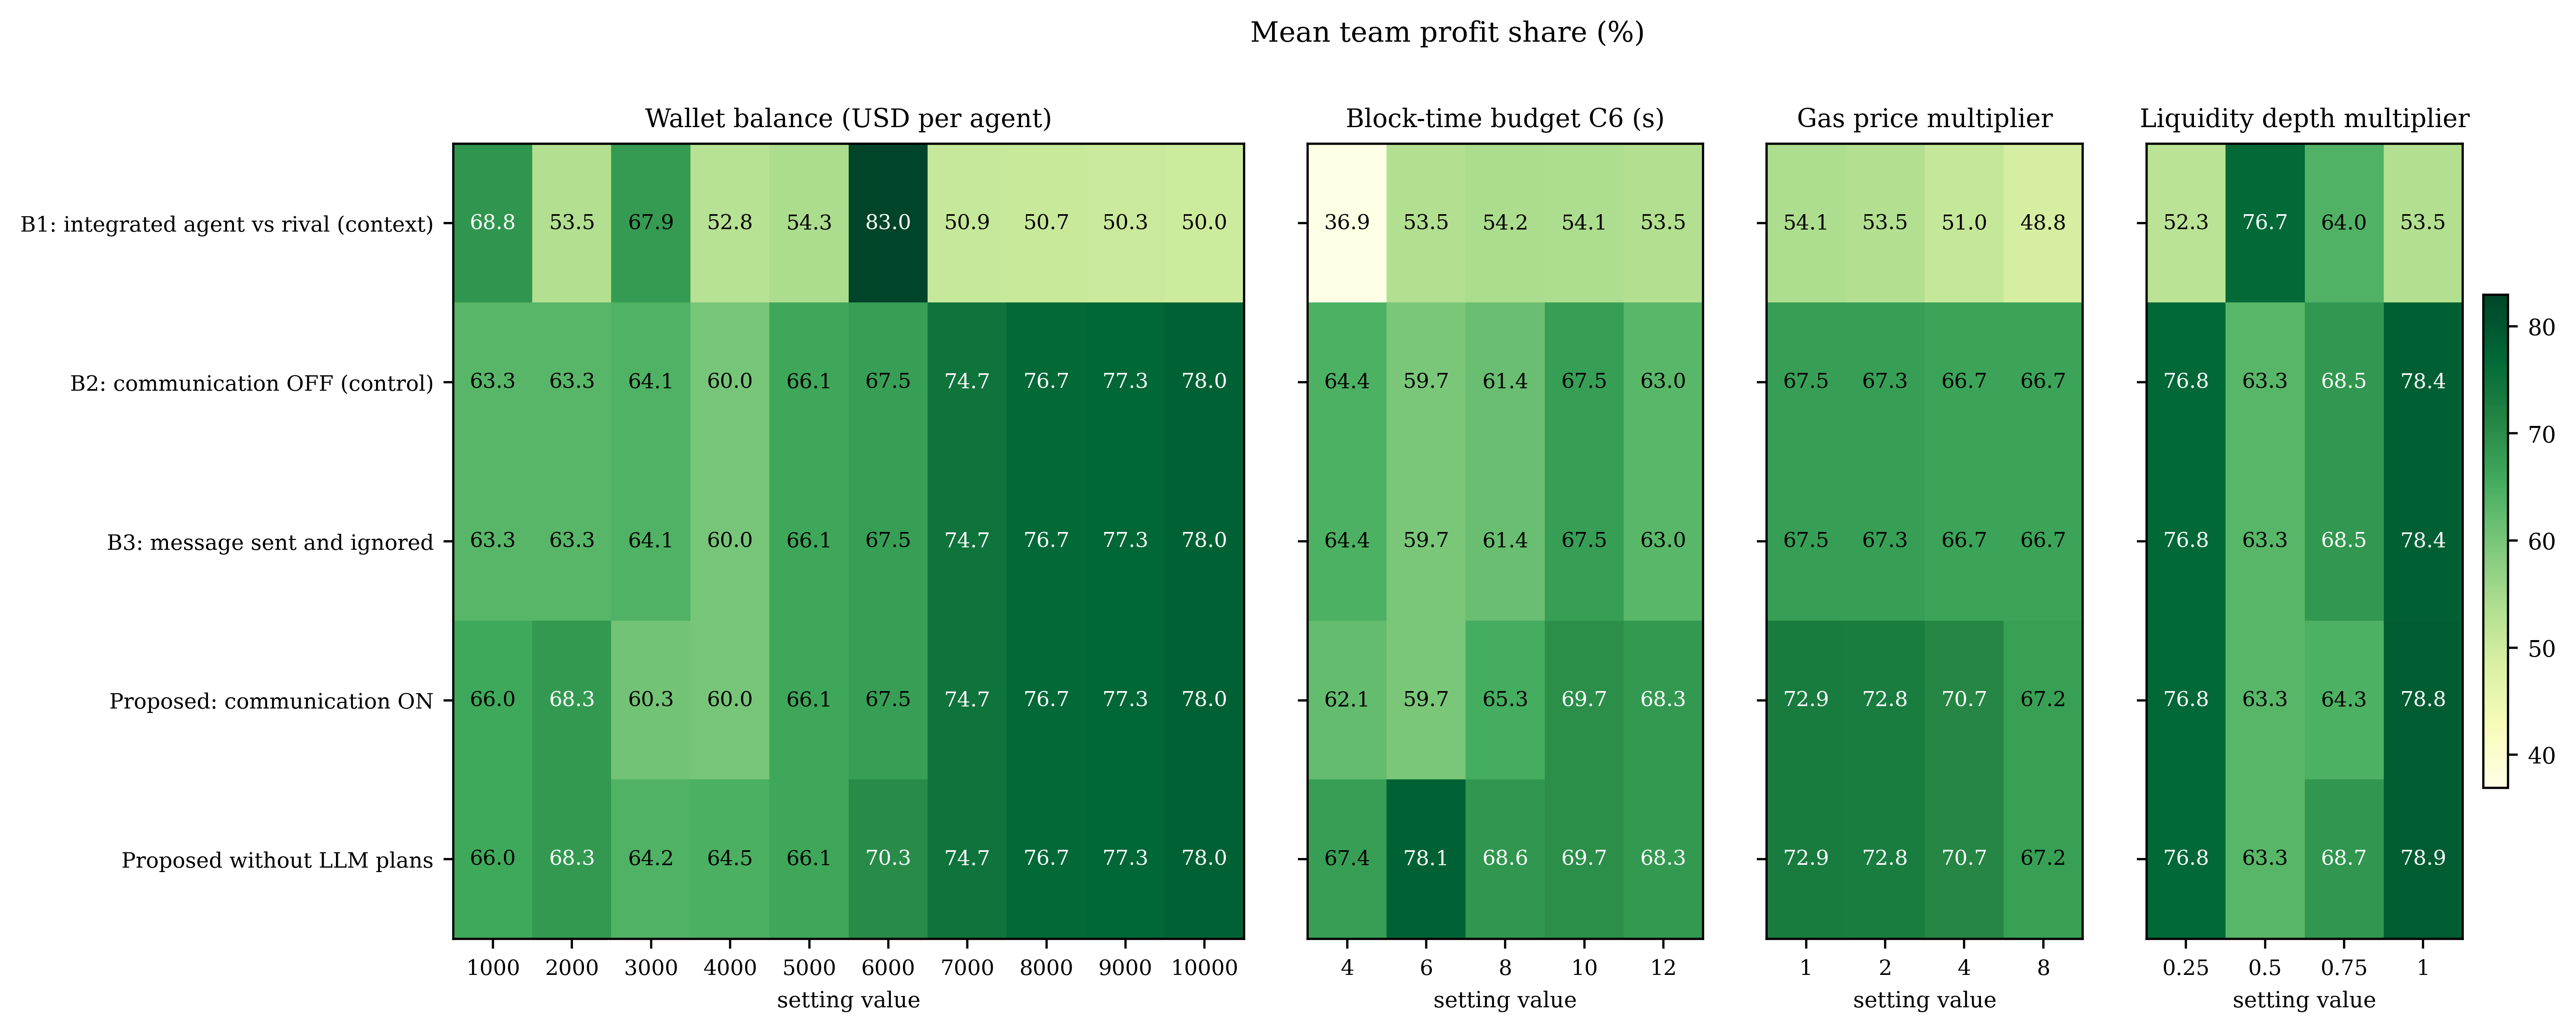 Mean team profit share (%)
Wallet balance (USD per agent)
Block-time budget C6 (s)
Gas price multiplier
Liquidity depth multiplier
B1: integrated agent vs rival (context) 68.8 53.5 67.9 52.8 54.3 83.0 50.9 50.7 50.3 50.0 36.9 53.5 54.2 54.1 53.5 54.1 53.5 51.0 48.8 52.3 76.7 64.0 53.5
B2: communication OFF (control) 63.3 63.3 64.1 60.0 66.1 67.5 74.7 76.7 77.3 78.0 64.4 59.7 61.4 67.5 63.0 67.5 67.3 66.7 66.7 76.8 63.3 68.5 78.4
B3: message sent and ignored 63.3 63.3 64.1 60.0 66.1 67.5 74.7 76.7 77.3 78.0 64.4 59.7 61.4 67.5 63.0 67.5 67.3 66.7 66.7 76.8 63.3 68.5 78.4
Proposed: communication ON 66.0 68.3 60.3 60.0 66.1 67.5 74.7 76.7 77.3 78.0 62.1 59.7 65.3 69.7 68.3 72.9 72.8 70.7 67.2 76.8 63.3 64.3 78.8
Proposed without LLM plans 66.0 68.3 64.2 64.5 66.1 70.3 74.7 76.7 77.3 78.0 67.4 78.1 68.6 69.7 68.3 72.9 72.8 70.7 67.2 76.8 63.3 68.7 78.9
1000 2000 3000 4000 5000 6000 7000 8000 9000 10000
setting value
4 6 8 10 12
setting value
1 2 4 8
setting value
0.25 0.5 0.75 1
setting value
80
70
60
50
40